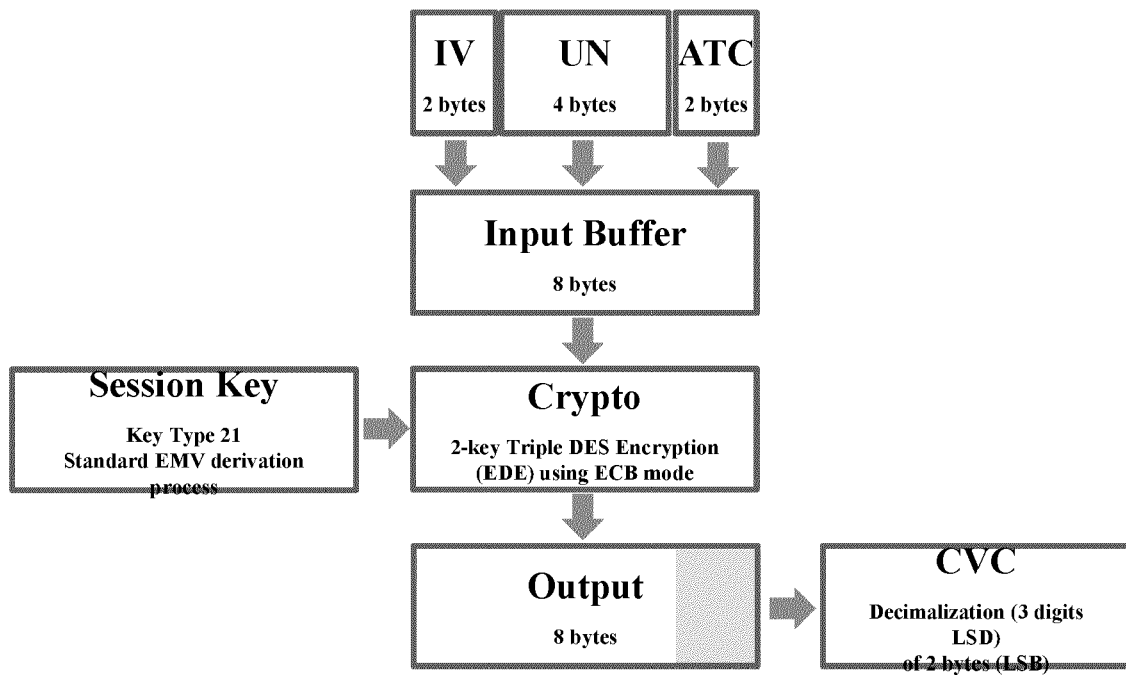 IV
UN
ATC
2 bytes
4 bytes
2 bytes
Input Buffer
8 bytes
Session Key
Key Type 21
Standard EMV derivation
process
Crypto
2-key Triple DES Encryption
(EDE) using ECB mode
Output
8 bytes
CVC
Decimalization (3 digits
LSD)
of 2 bytes (LSB)